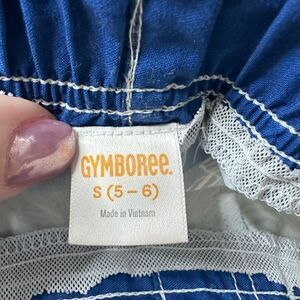 GYMBOREE.
S (5 – 6)
Made in Vietnam